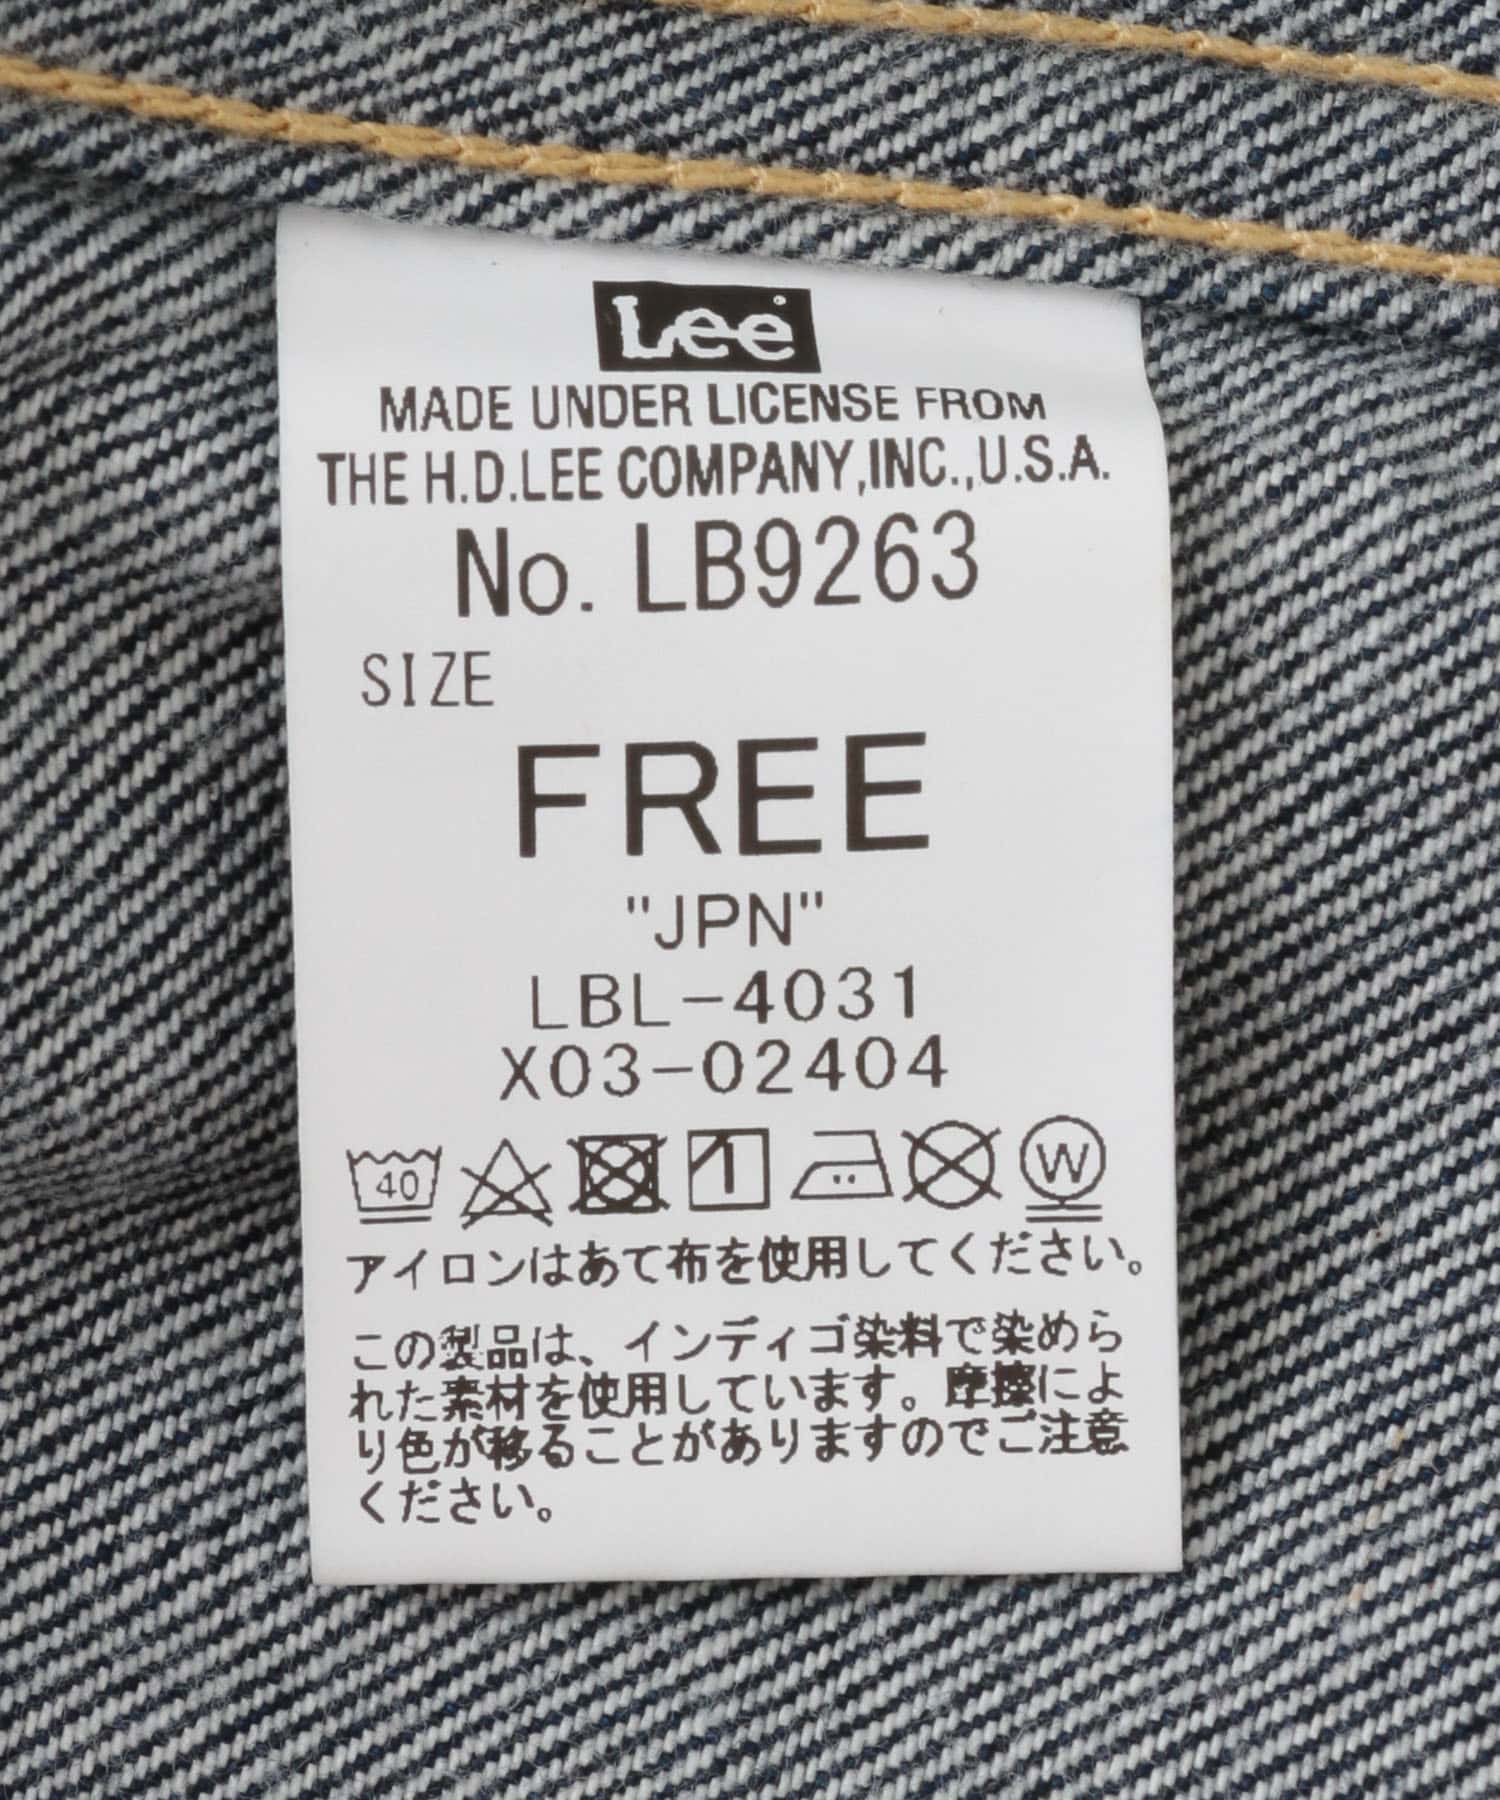 Lee
MADE UNDER LICENSE FROM
THE H.D.LEE COMPANY,INC.,U.S.A.
No. LB9263
SIZE
FREE
"JPN"
LBL-4031
X03-02404
40 1 W
アイロンはあて布を使用してください。
この製品は、インディゴ染料で染めら
れた素材を使用しています。摩擦によ
り色が移ることがありますのでご注意
ください。